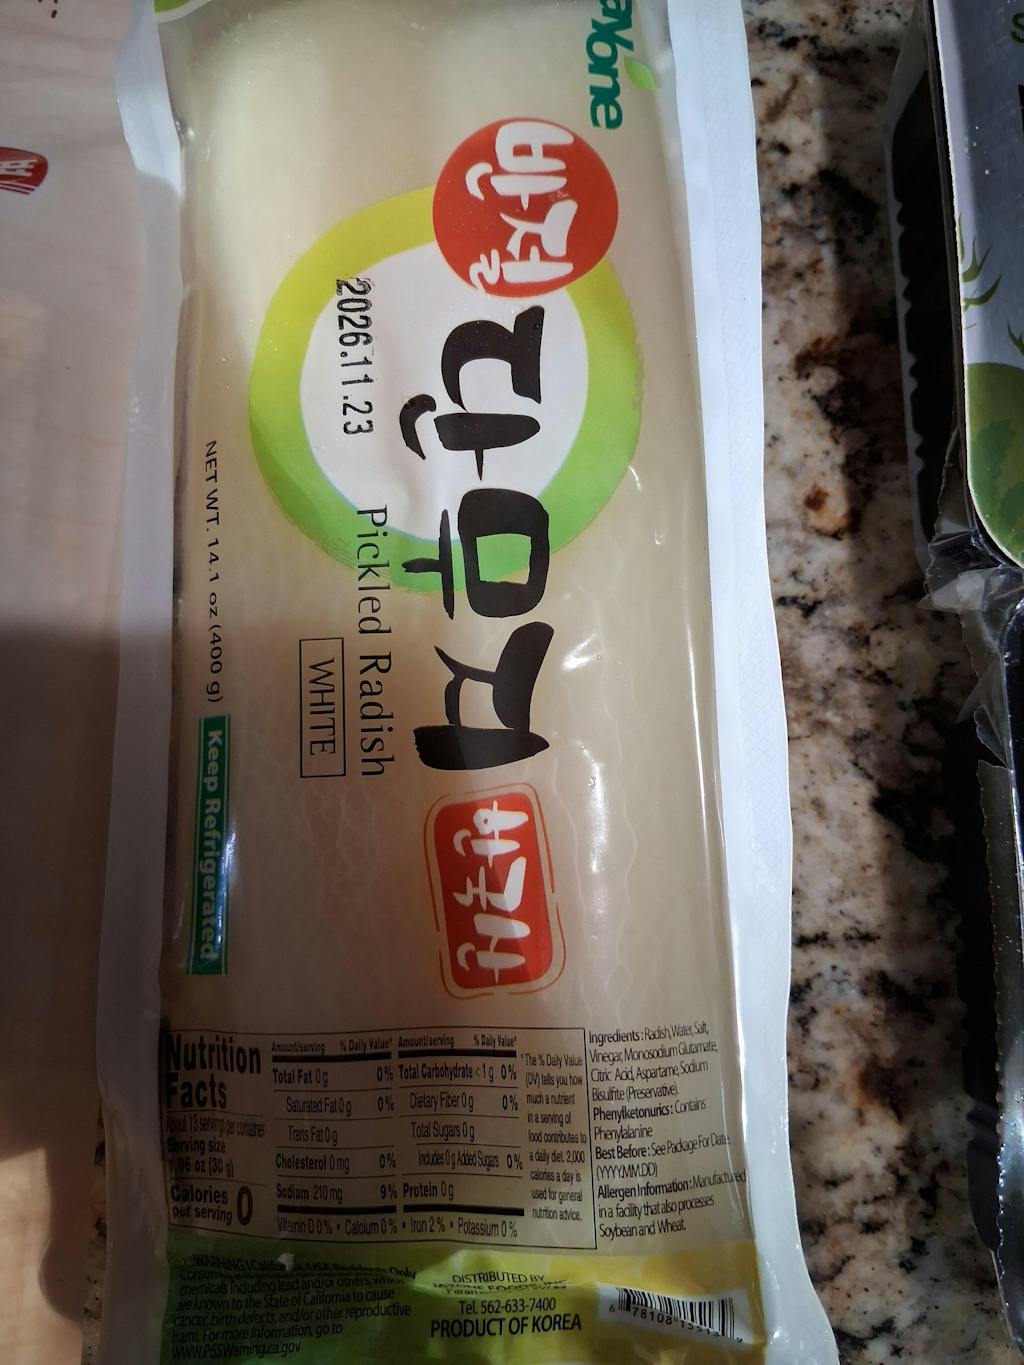 새콤
단무지
Pickled Radish
WHITE
2026.11.23
NET WT. 14.1 oz (400 g)
Keep Refrigerated
Nutrition
Facts
About 13 servings per container
Serving size
1.06 oz (30 g)
Calories
per serving 0
Amount/serving % Daily Value*
Total Fat 0g 0%
Saturated Fat 0g 0%
Trans Fat 0g
Cholesterol 0mg 0%
Sodium 210mg 9%
Amount/serving % Daily Value*
Total Carbohydrate <1g 0%
Dietary Fiber 0g 0%
Total Sugars 0g
Includes 0g Added Sugars 0%
Protein 0g
Vitamin D 0% • Calcium 0% • Iron 2% • Potassium 0%
*The % Daily Value
(DV) tells you how
much a nutrient
in a serving of
food contributes to
a daily diet. 2,000
calories a day is
used for general
nutrition advice.
Ingredients: Radish, Water, Salt,
Vinegar, Monosodium Glutamate,
Citric Acid, Aspartame, Sodium
Bisulfite (Preservative).
Phenylketonurics: Contains
Phenylalanine
Best Before: See Package For Date
(YYYY.MM.DD)
Allergen Information: Manufactured
in a facility that also processes
Soybean and Wheat.
WARNING! California, USA Residents Only
chemicals including lead and/or others, which
are known to the State of California to cause
cancer, birth defects, and/or other reproductive
harm. For more information, go to
www.P65Warning.ca.gov
DISTRIBUTED BY
Tel. 562-633-7400
PRODUCT OF KOREA